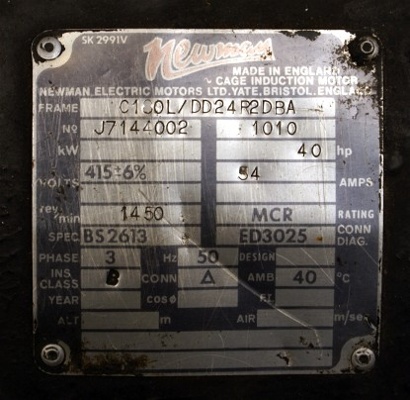 SK 2991V
Newman
MADE IN ENGLAND
CAGE INDUCTION MOTOR
NEWMAN ELECTRIC MOTORS LTD. YATE, BRISTOL. ENGLAND
FRAME C180L/DD24R2DBA
Nº J7144002 1010
kW 40 hp
VOLTS 415±6% 54 AMPS
rev/min 1450 MCR RATING
SPEC. BS2613 ED3025 CONN DIAG.
PHASE 3 Hz 50 DESIGN
INS CLASS B CONN Δ AMB 40 °C
YEAR cosϕ
ALT m AIR m/sec